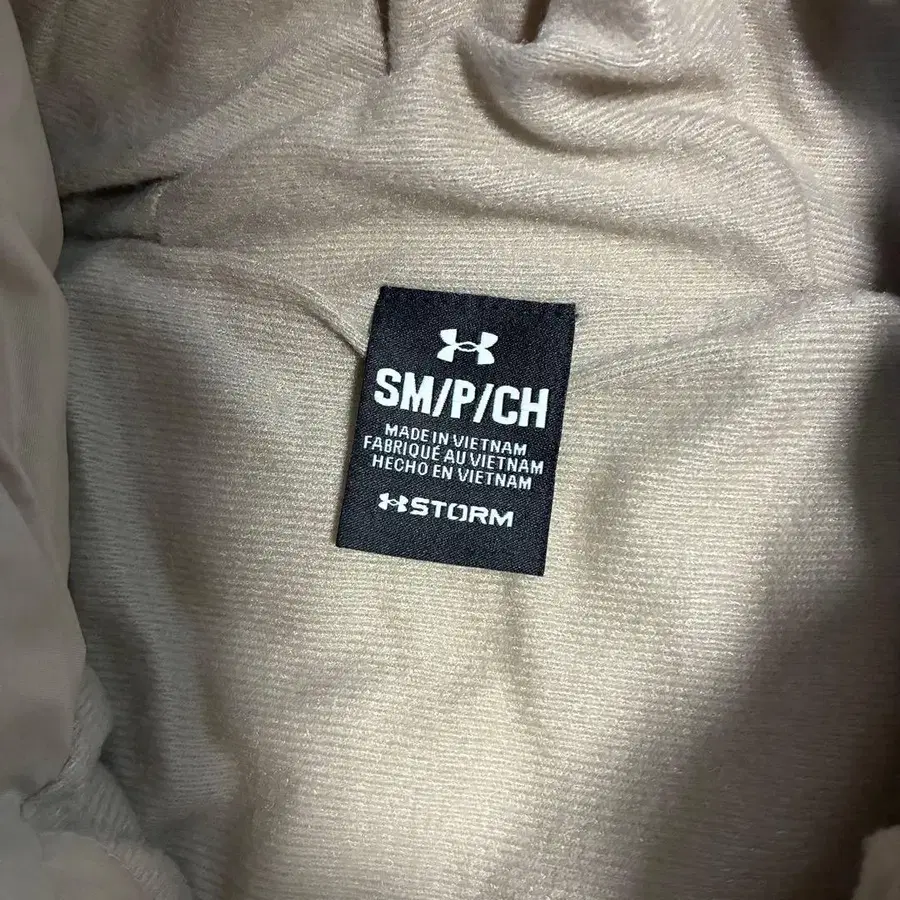 SM/P/CH
MADE IN VIETNAM
FABRIQUÉ AU VIETNAM
HECHO EN VIETNAM
STORM